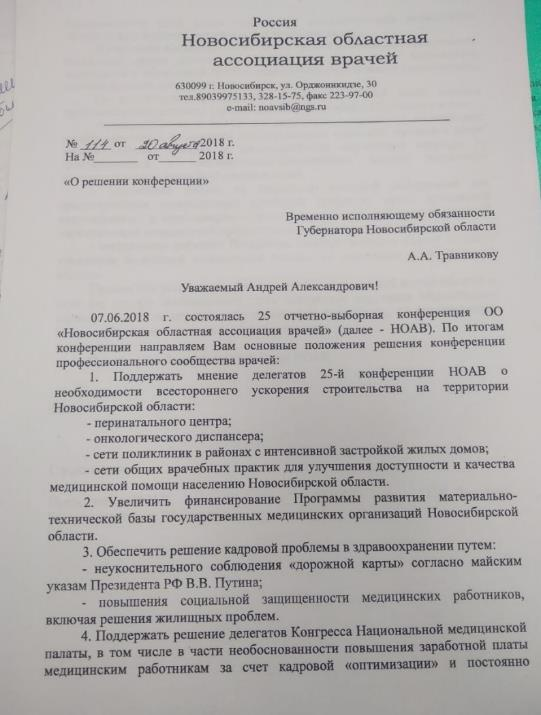 Россия
Новосибирская областная
ассоциация врачей
630099 г. Новосибирск, ул. Орджоникидзе, 30
тел.89039975133, 328-15-75, факс 223-97-00
e-mail: noavsib@ngs.ru
№ 114 от 20 августа 2018 г.
На №_______ от______ 2018 г.
«О решении конференции»
Временно исполняющему обязанности
Губернатора Новосибирской области
А.А. Травникову
Уважаемый Андрей Александрович!
07.06.2018 г. состоялась 25 отчетно-выборная конференция ОО
«Новосибирская областная ассоциация врачей» (далее - НОАВ). По итогам
конференции направляем Вам основные положения решения конференции
профессионального сообщества врачей:
1. Поддержать мнение делегатов 25-й конференции НОАВ о
необходимости всестороннего ускорения строительства на территории
Новосибирской области:
- перинатального центра;
- онкологического диспансера;
- сети поликлиник в районах с интенсивной застройкой жилых домов;
- сети общих врачебных практик для улучшения доступности и качества
медицинской помощи населению Новосибирской области.
2. Увеличить финансирование Программы развития материально-
технической базы государственных медицинских организаций Новосибирской
области.
3. Обеспечить решение кадровой проблемы в здравоохранении путем:
- неукоснительного соблюдения «дорожной карты» согласно майским
указам Президента РФ В.В. Путина;
- повышения социальной защищенности медицинских работников,
включая решения жилищных проблем.
4. Поддержать решение делегатов Конгресса Национальной медицинской
палаты, в том числе в части необоснованности повышения заработной платы
медицинским работникам за счет кадровой «оптимизации» и постоянно